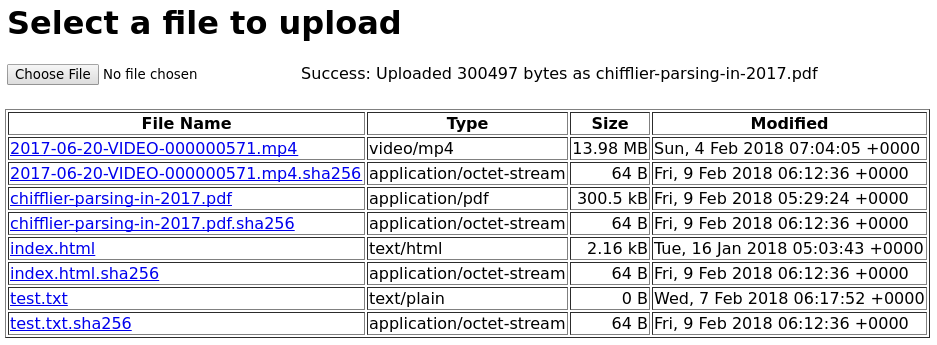 Select a file to upload
Choose File No file chosen Success: Uploaded 300497 bytes as chifflier-parsing-in-2017.pdf
File Name Type Size Modified
2017-06-20-VIDEO-000000571.mp4 video/mp4 13.98 MB Sun, 4 Feb 2018 07:04:05 +0000
2017-06-20-VIDEO-000000571.mp4.sha256 application/octet-stream 64 B Fri, 9 Feb 2018 06:12:36 +0000
chifflier-parsing-in-2017.pdf application/pdf 300.5 kB Fri, 9 Feb 2018 05:29:24 +0000
chifflier-parsing-in-2017.pdf.sha256 application/octet-stream 64 B Fri, 9 Feb 2018 06:12:36 +0000
index.html text/html 2.16 kB Tue, 16 Jan 2018 05:03:43 +0000
index.html.sha256 application/octet-stream 64 B Fri, 9 Feb 2018 06:12:36 +0000
test.txt text/plain 0 B Wed, 7 Feb 2018 06:17:52 +0000
test.txt.sha256 application/octet-stream 64 B Fri, 9 Feb 2018 06:12:36 +0000